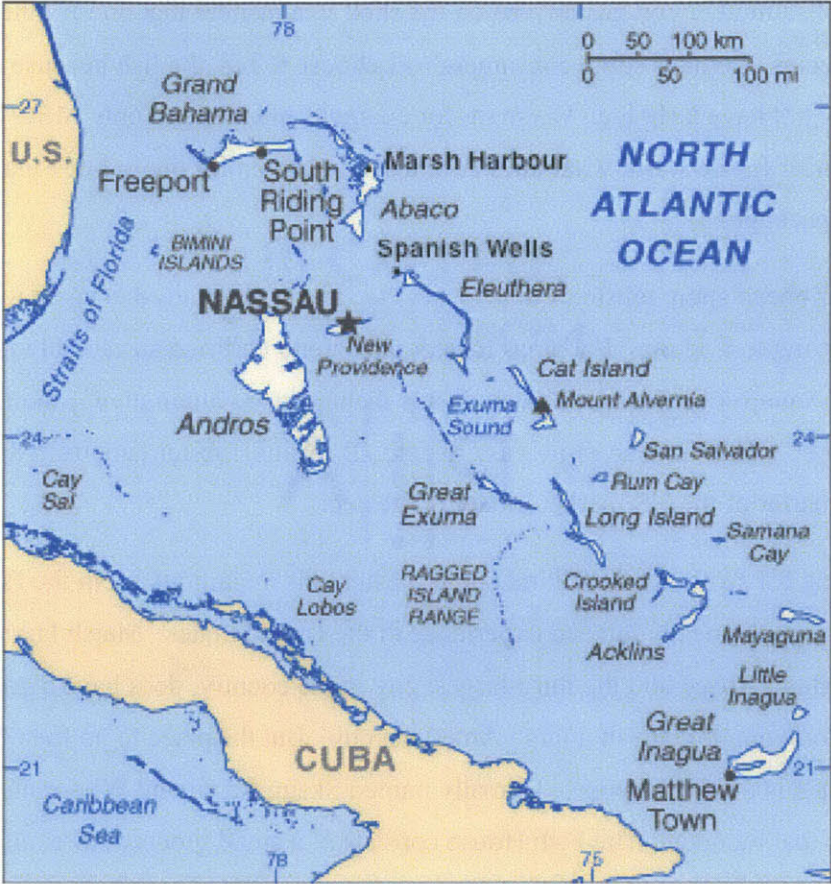 78
0 50 100 km
0 50 100 mi
Grand
Bahama
27
27
U.S.
Freeport
South
Riding
Point
Marsh Harbour
Abaco
NORTH
ATLANTIC
OCEAN
Straits of Florida
BIMINI
ISLANDS
Spanish Wells
Eleuthera
NASSAU
New
Providence
Cat Island
Exuma
Sound
Mount Alvernia
Andros
24
24
San Salvador
Cay
Sal
Great
Exuma
Rum Cay
Long Island
Samana
Cay
Cay
Lobos
RAGGED
ISLAND
RANGE
Crooked
Island
Acklins
Mayaguna
Little
Inagua
Great
Inagua
21
21
CUBA
Matthew
Town
Caribbean
Sea
78
75